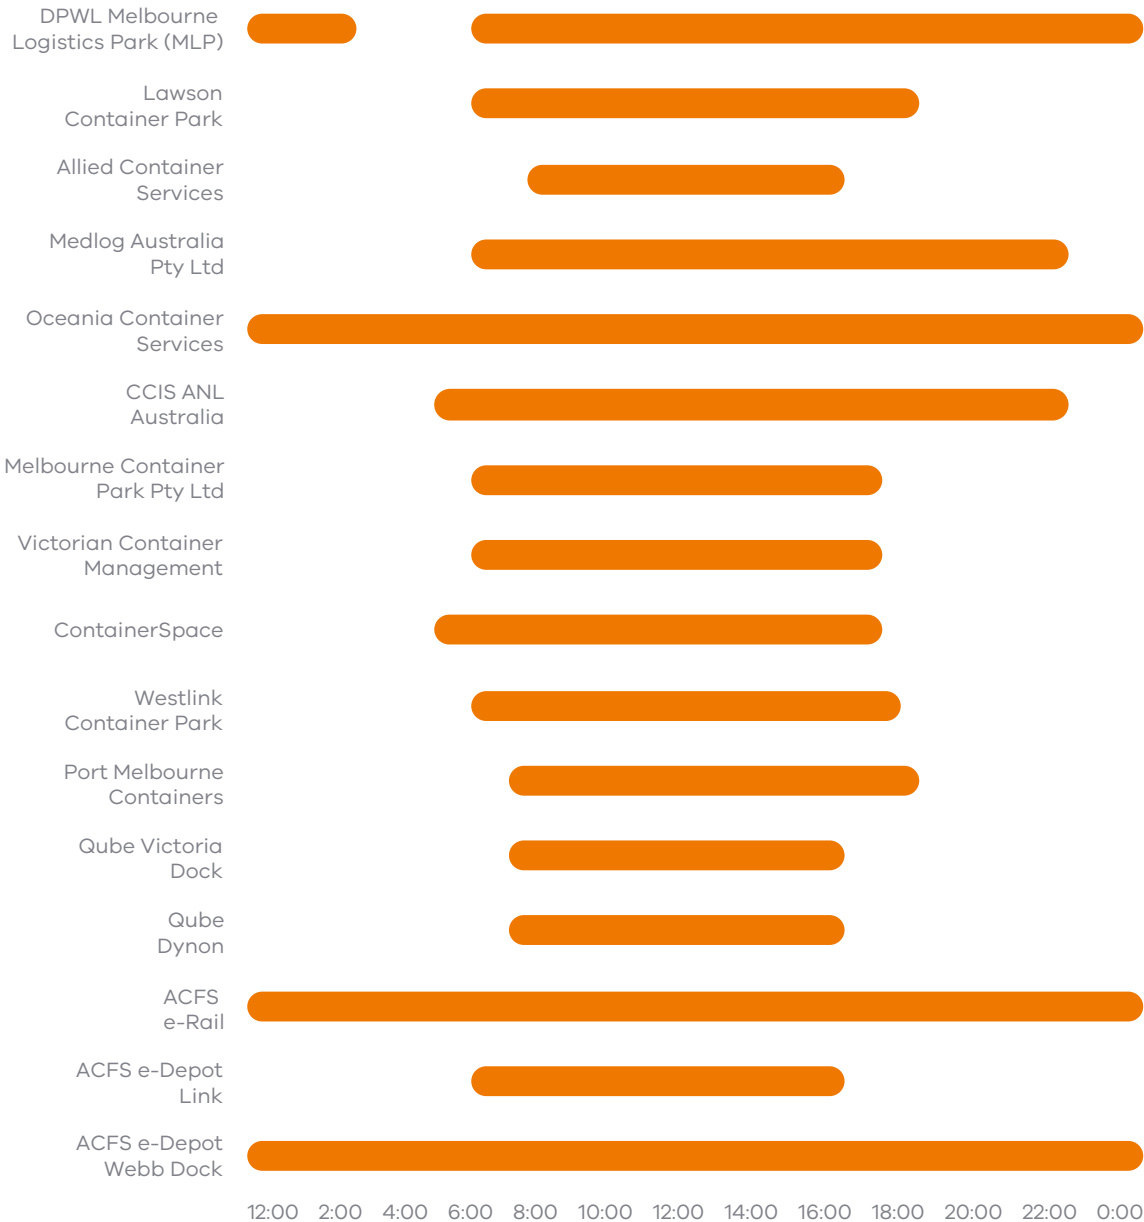 DPWL Melbourne
Logistics Park (MLP)
Lawson
Container Park
Allied Container
Services
Medlog Australia
Pty Ltd
Oceania Container
Services
CCIS ANL
Australia
Melbourne Container
Park Pty Ltd
Victorian Container
Management
ContainerSpace
Westlink
Container Park
Port Melbourne
Containers
Qube Victoria
Dock
Qube
Dynon
ACFS
e-Rail
ACFS e-Depot
Link
ACFS e-Depot
Webb Dock
12:00 2:00 4:00 6:00 8:00 10:00 12:00 14:00 16:00 18:00 20:00 22:00 0:00